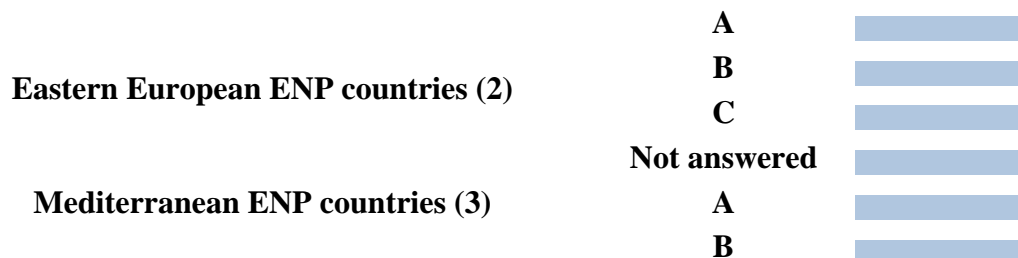 A
B
Eastern European ENP countries (2)
C
Not answered
Mediterranean ENP countries (3)
A
B